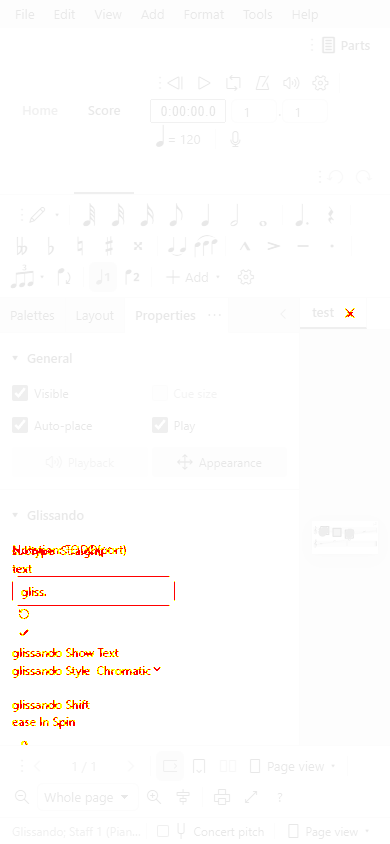 File Edit View Add Format Tools Help
Parts
Home Score
0:00:00.0 1 . 1
= 120
1 2 Add
Palettes Layout Properties ··· test
General
Visible Cue size
Auto-place Play
Playback Appearance
Glissando
text
gliss.
glissando Show Text
glissando Style Chromatic
glissando Shift
ease In Spin
1 / 1 Page view
Whole page ?
Glissando; Staff 1 (Pian... Concert pitch Page view